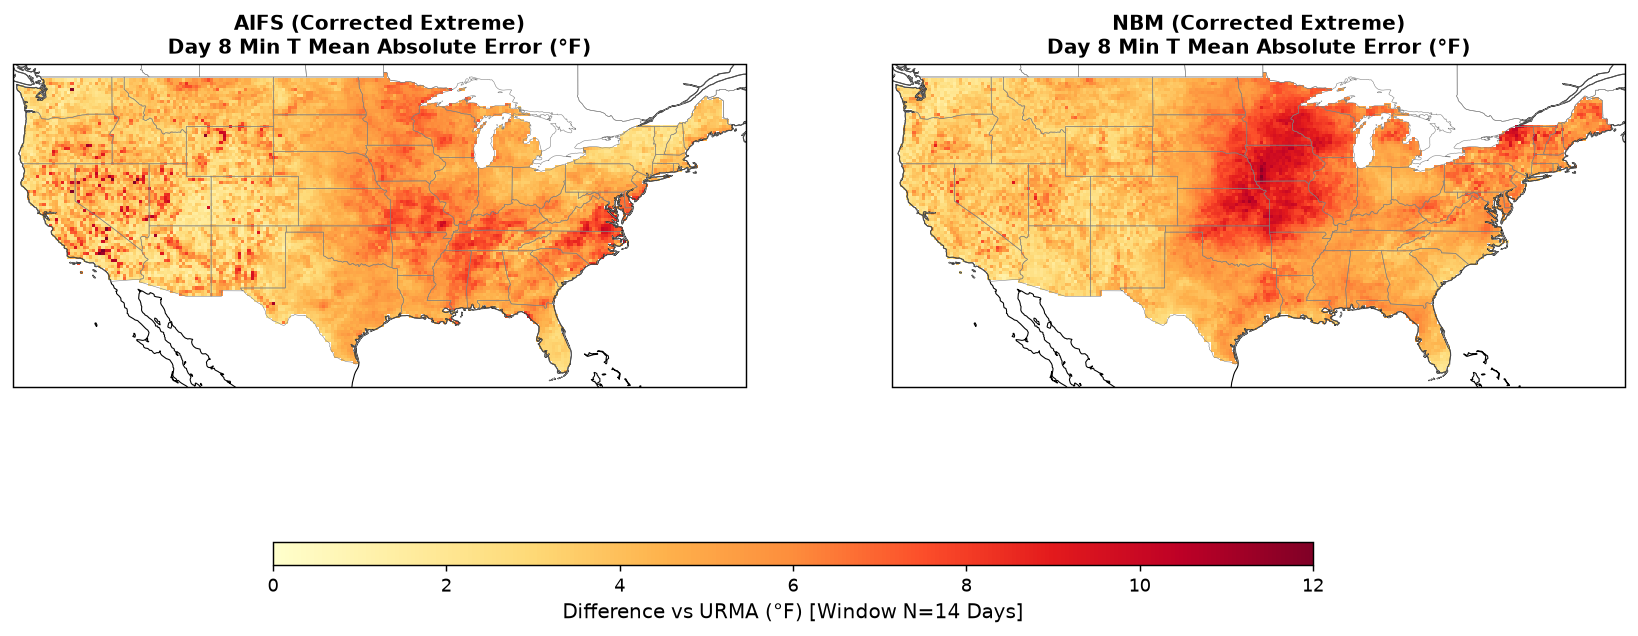 AIFS (Corrected Extreme)
Day 8 Min T Mean Absolute Error (°F)
NBM (Corrected Extreme)
Day 8 Min T Mean Absolute Error (°F)
0 2 4 6 8 10 12
Difference vs URMA (°F) [Window N=14 Days]